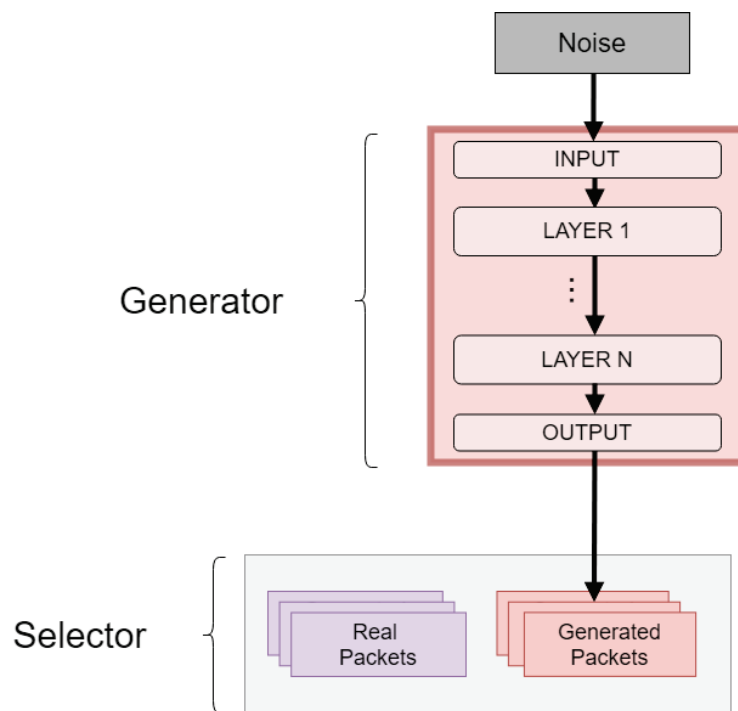 Noise
INPUT
LAYER 1
Generator
...
LAYER N
OUTPUT
Selector
Real
Packets
Generated
Packets